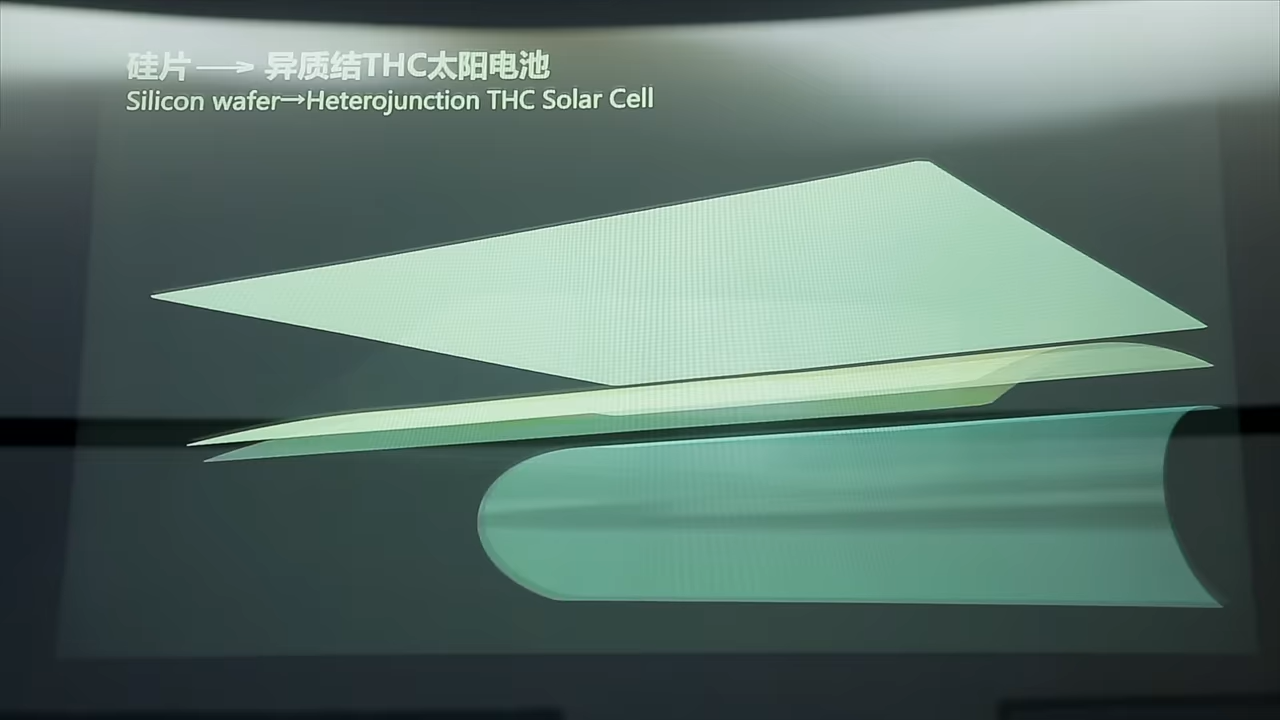 硅片——> 异质结THC太阳电池
Silicon wafer→Heterojunction THC Solar Cell